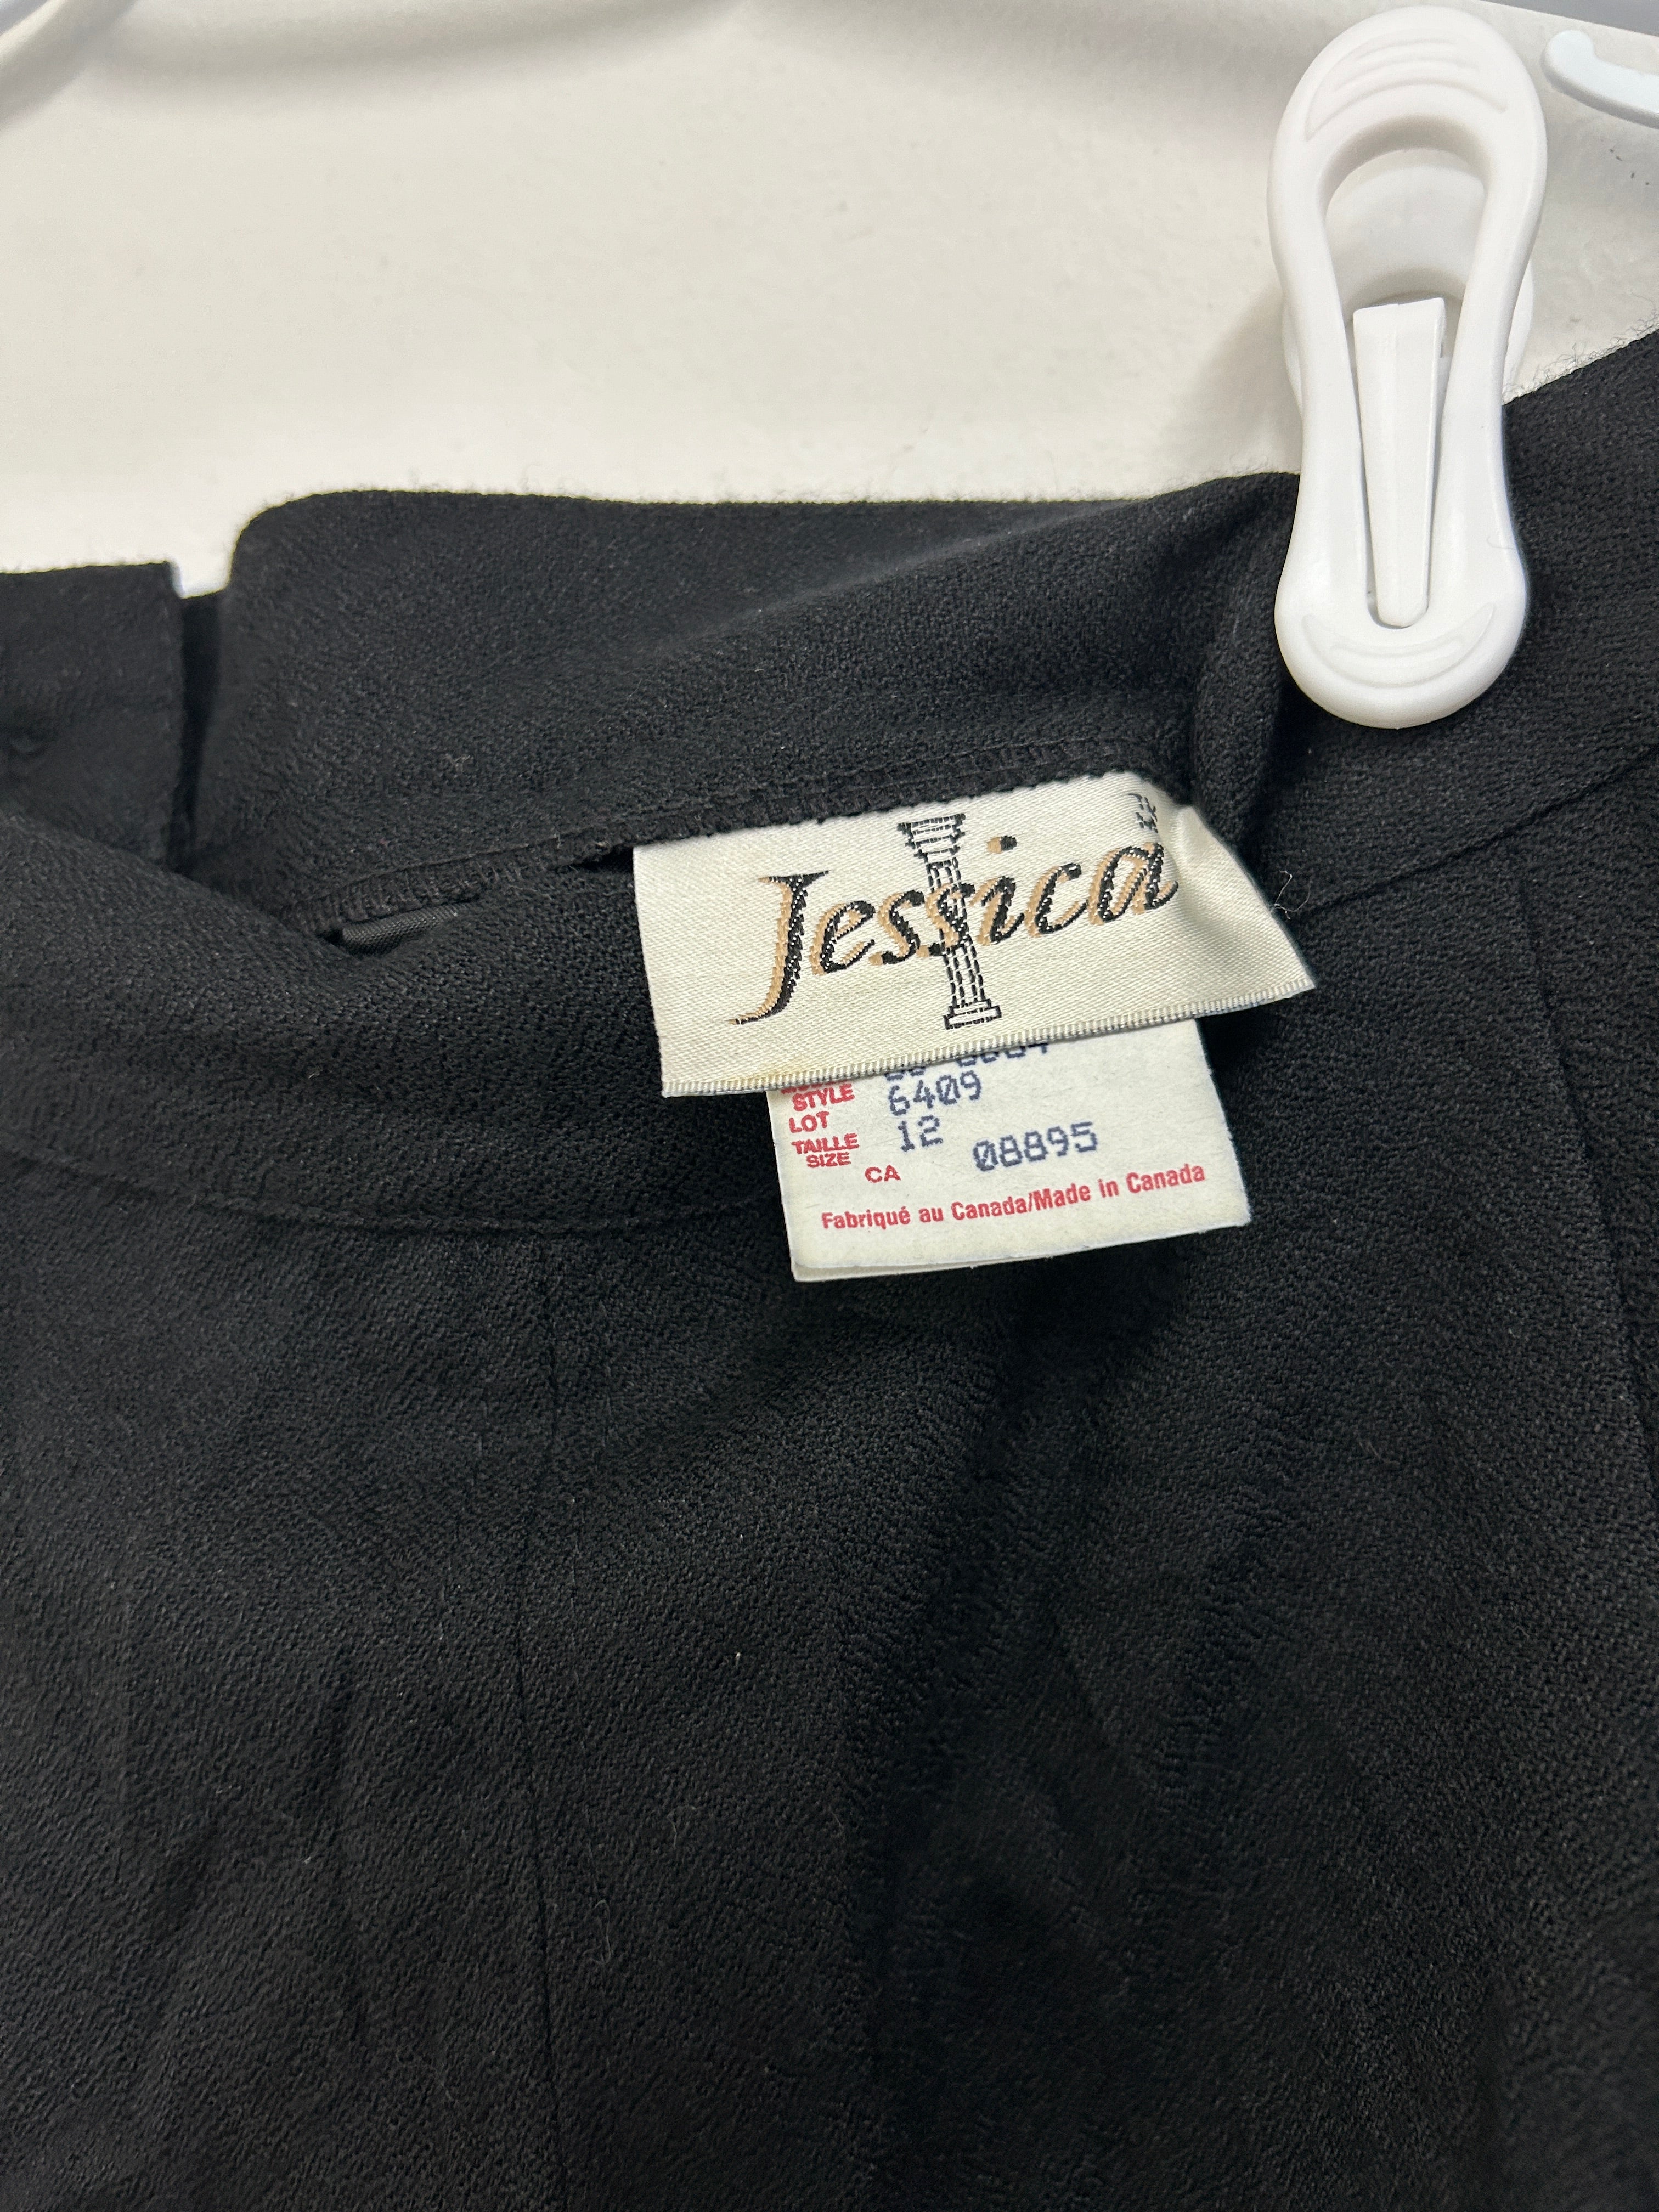 Jessica
STYLE 6409
LOT
TAILLE 12
SIZE
CA 08895
Fabriqué au Canada/Made in Canada